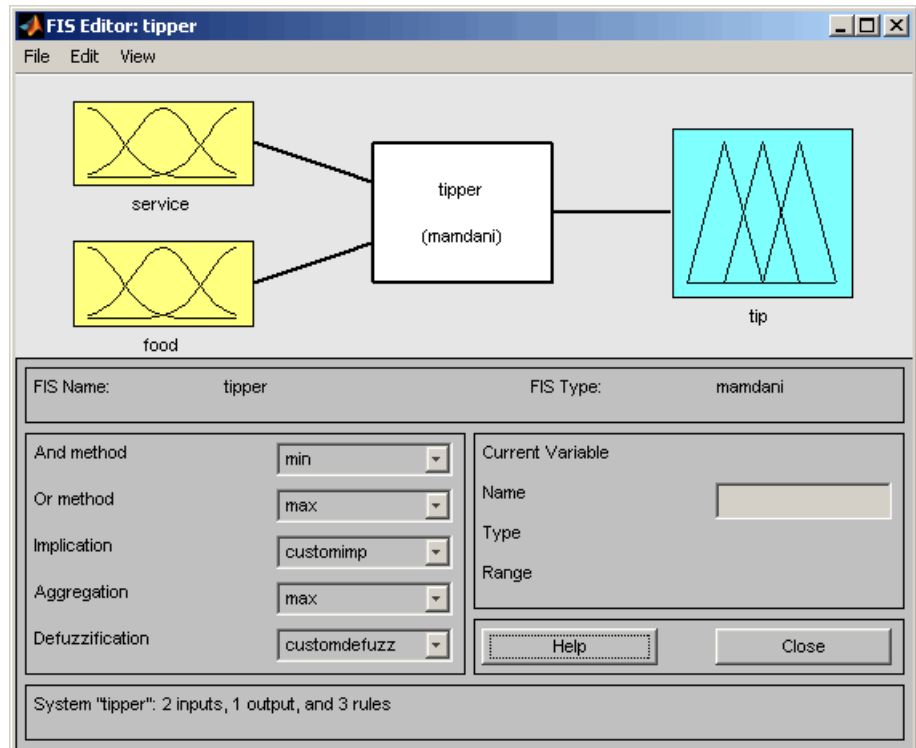 FIS Editor: tipper
File Edit View
service
food
tipper
(mamdani)
tip
FIS Name: tipper FIS Type: mamdani
And method min
Or method max
Implication customimp
Aggregation max
Defuzzification customdefuzz
Current Variable
Name
Type
Range
Help Close
System "tipper": 2 inputs, 1 output, and 3 rules